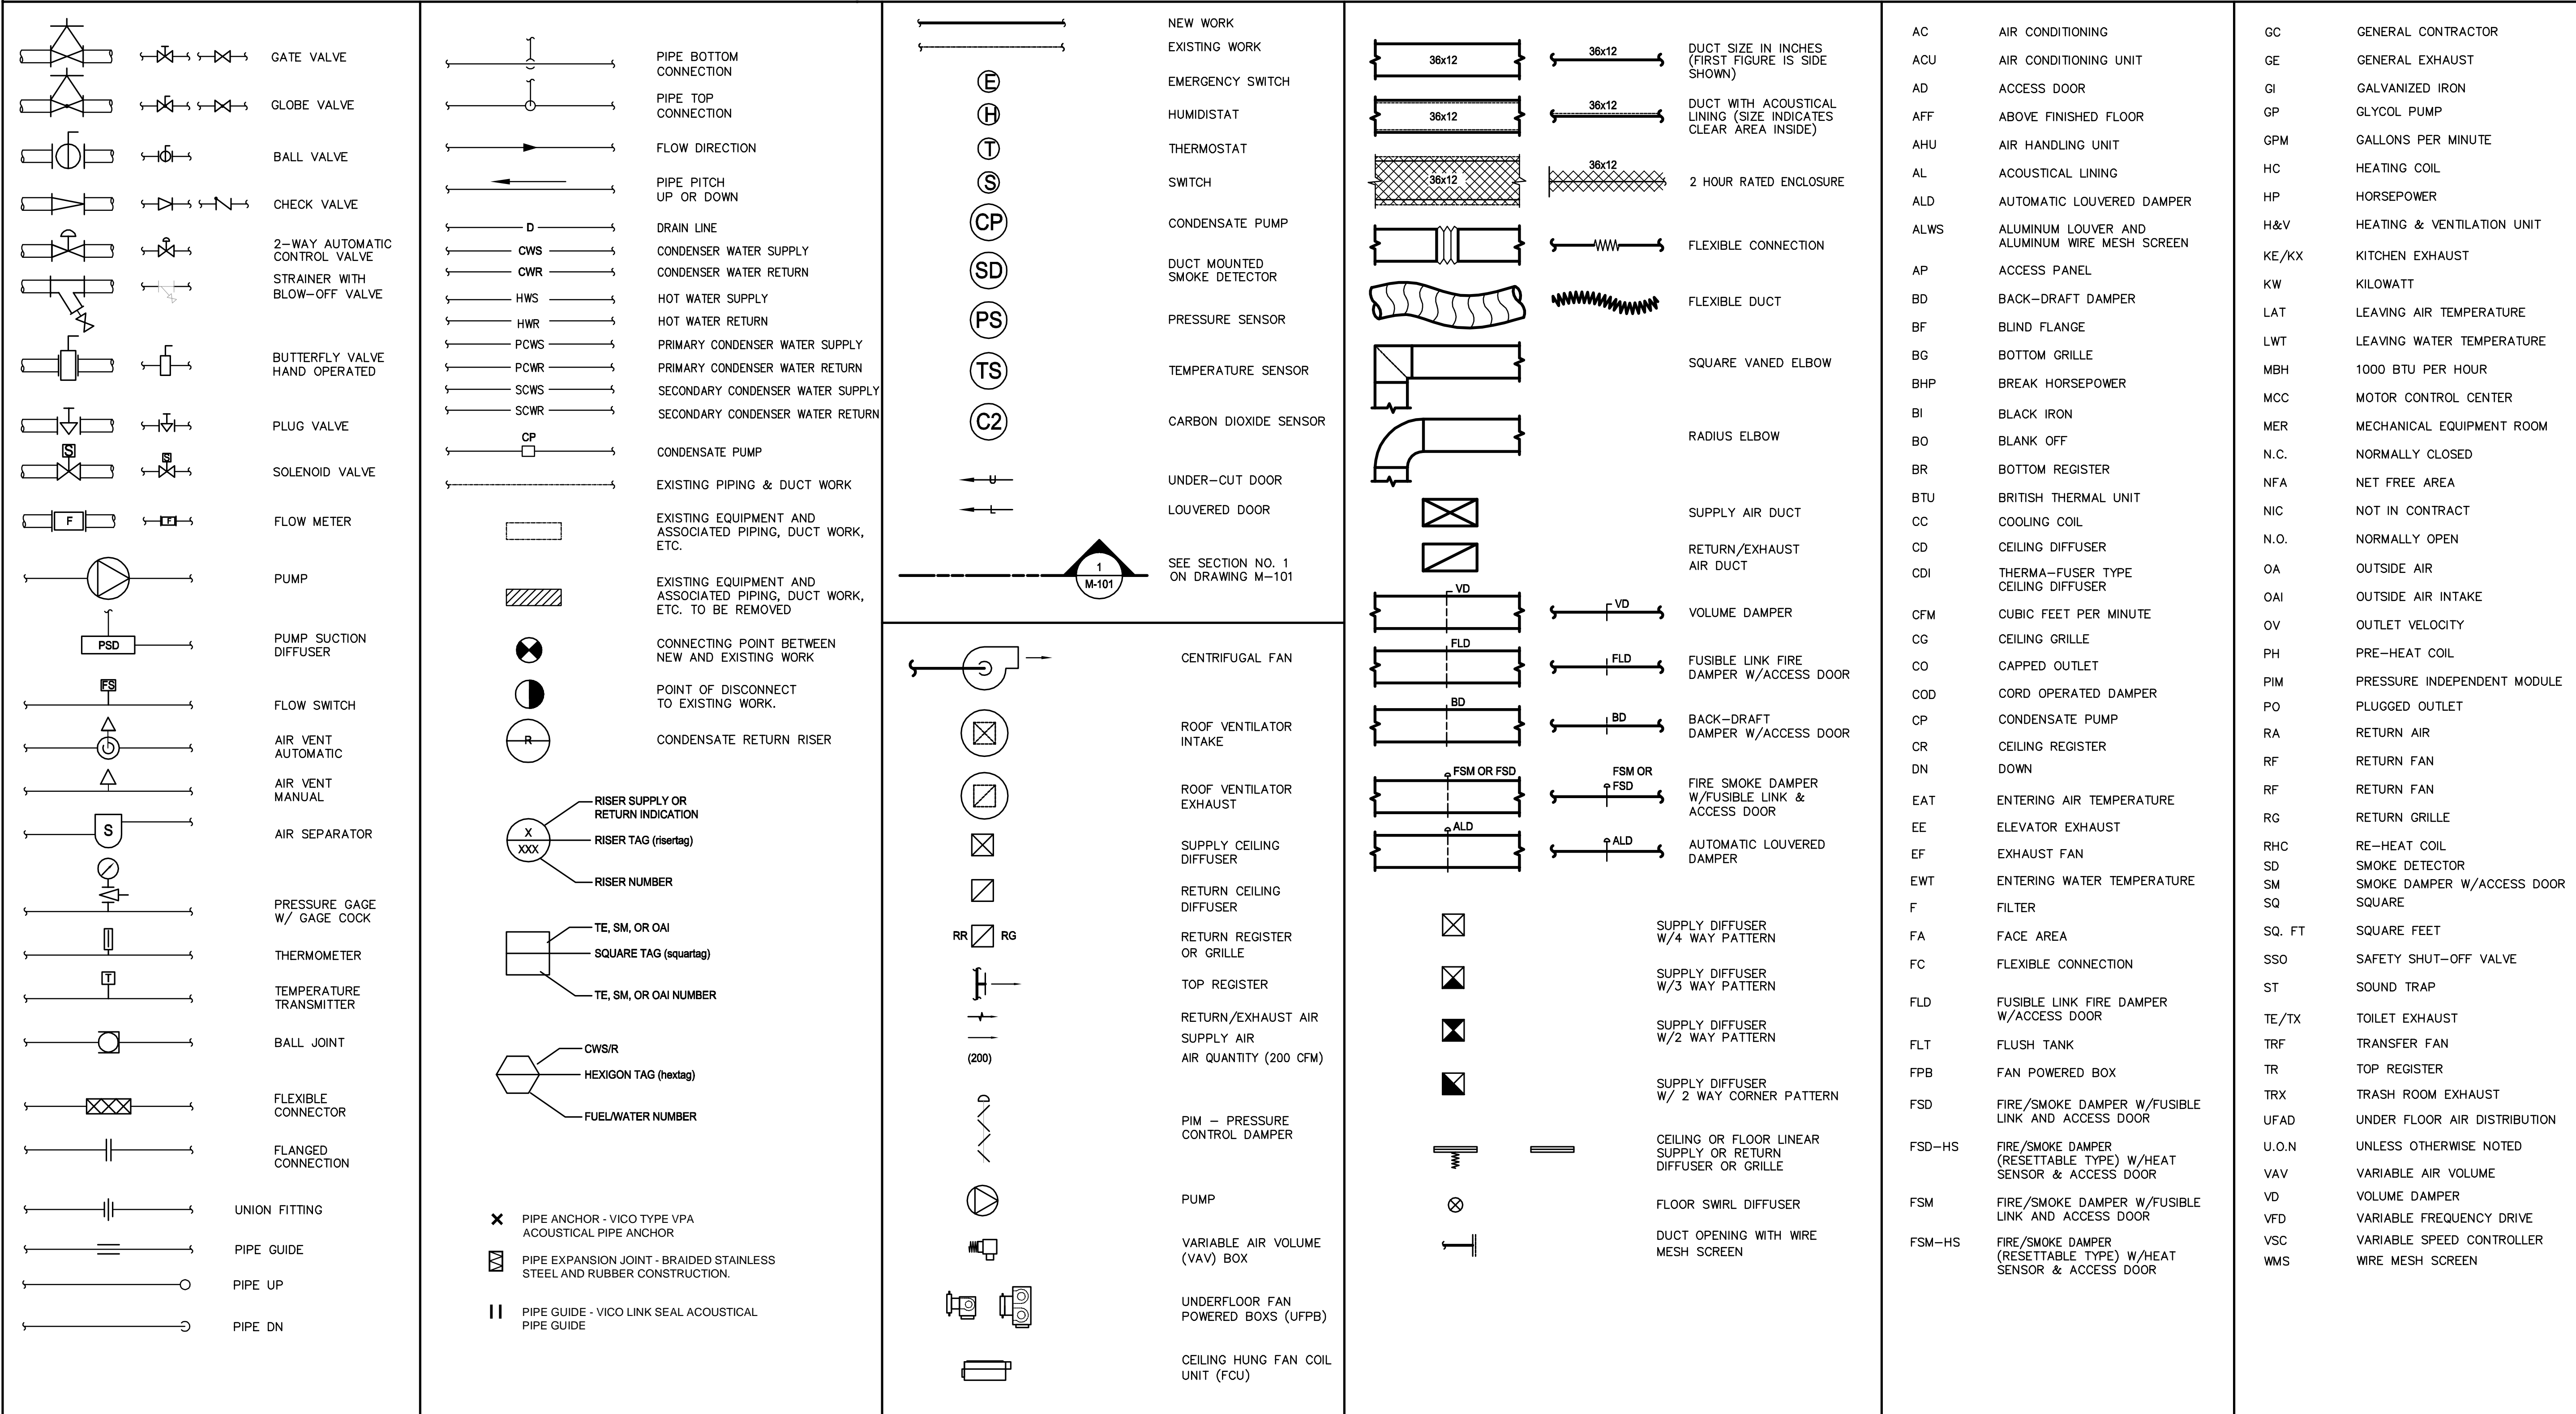 GATE VALVE
GLOBE VALVE
BALL VALVE
CHECK VALVE
2-WAY AUTOMATIC
CONTROL VALVE
STRAINER WITH
BLOW-OFF VALVE
BUTTERFLY VALVE
HAND OPERATED
PLUG VALVE
S
S
SOLENOID VALVE
F
F
FLOW METER
PUMP
PSD
PUMP SUCTION
DIFFUSER
FS
FLOW SWITCH
AIR VENT
AUTOMATIC
AIR VENT
MANUAL
S
AIR SEPARATOR
PRESSURE GAGE
W/ GAGE COCK
THERMOMETER
T
TEMPERATURE
TRANSMITTER
BALL JOINT
FLEXIBLE
CONNECTOR
FLANGED
CONNECTION
UNION FITTING
PIPE GUIDE
PIPE UP
PIPE DN
PIPE BOTTOM
CONNECTION
PIPE TOP
CONNECTION
FLOW DIRECTION
PIPE PITCH
UP OR DOWN
D DRAIN LINE
CWS CONDENSER WATER SUPPLY
CWR CONDENSER WATER RETURN
HWS HOT WATER SUPPLY
HWR HOT WATER RETURN
PCWS PRIMARY CONDENSER WATER SUPPLY
PCWR PRIMARY CONDENSER WATER RETURN
SCWS SECONDARY CONDENSER WATER SUPPLY
SCWR SECONDARY CONDENSER WATER RETURN
CP
CONDENSATE PUMP
EXISTING PIPING & DUCT WORK
EXISTING EQUIPMENT AND
ASSOCIATED PIPING, DUCT WORK,
ETC.
EXISTING EQUIPMENT AND
ASSOCIATED PIPING, DUCT WORK,
ETC. TO BE REMOVED
CONNECTING POINT BETWEEN
NEW AND EXISTING WORK
POINT OF DISCONNECT
TO EXISTING WORK.
R CONDENSATE RETURN RISER
RISER SUPPLY OR
RETURN INDICATION
X
RISER TAG (risertag)
XXX
RISER NUMBER
TE, SM, OR OAI
SQUARE TAG (squartag)
TE, SM, OR OAI NUMBER
CWS/R
HEXIGON TAG (hextag)
FUEL/WATER NUMBER
PIPE ANCHOR - VICO TYPE VPA
ACOUSTICAL PIPE ANCHOR
PIPE EXPANSION JOINT - BRAIDED STAINLESS
STEEL AND RUBBER CONSTRUCTION.
PIPE GUIDE - VICO LINK SEAL ACOUSTICAL
PIPE GUIDE
NEW WORK
EXISTING WORK
E EMERGENCY SWITCH
H HUMIDISTAT
T THERMOSTAT
S SWITCH
CP CONDENSATE PUMP
SD DUCT MOUNTED
SMOKE DETECTOR
PS PRESSURE SENSOR
TS TEMPERATURE SENSOR
C2 CARBON DIOXIDE SENSOR
U UNDER-CUT DOOR
L LOUVERED DOOR
1 SEE SECTION NO. 1
M-101 ON DRAWING M-101
CENTRIFUGAL FAN
ROOF VENTILATOR
INTAKE
ROOF VENTILATOR
EXHAUST
SUPPLY CEILING
DIFFUSER
RETURN CEILING
DIFFUSER
RR RG RETURN REGISTER
OR GRILLE
TOP REGISTER
RETURN/EXHAUST AIR
SUPPLY AIR
(200) AIR QUANTITY (200 CFM)
PIM - PRESSURE
CONTROL DAMPER
PUMP
VARIABLE AIR VOLUME
(VAV) BOX
UNDERFLOOR FAN
POWERED BOXS (UFPB)
CEILING HUNG FAN COIL
UNIT (FCU)
36x12 36x12 DUCT SIZE IN INCHES
(FIRST FIGURE IS SIDE
SHOWN)
36x12 36x12 DUCT WITH ACOUSTICAL
LINING (SIZE INDICATES
CLEAR AREA INSIDE)
36x12 36x12 2 HOUR RATED ENCLOSURE
FLEXIBLE CONNECTION
FLEXIBLE DUCT
SQUARE VANED ELBOW
RADIUS ELBOW
SUPPLY AIR DUCT
RETURN/EXHAUST
AIR DUCT
VD VD VOLUME DAMPER
FLD FLD FUSIBLE LINK FIRE
DAMPER W/ACCESS DOOR
BD BD BACK-DRAFT
DAMPER W/ACCESS DOOR
FSM OR FSD FSM OR
FSD
FIRE SMOKE DAMPER
W/FUSIBLE LINK &
ACCESS DOOR
ALD ALD AUTOMATIC LOUVERED
DAMPER
SUPPLY DIFFUSER
W/4 WAY PATTERN
SUPPLY DIFFUSER
W/3 WAY PATTERN
SUPPLY DIFFUSER
W/2 WAY PATTERN
SUPPLY DIFFUSER
W/ 2 WAY CORNER PATTERN
CEILING OR FLOOR LINEAR
SUPPLY OR RETURN
DIFFUSER OR GRILLE
FLOOR SWIRL DIFFUSER
DUCT OPENING WITH WIRE
MESH SCREEN
AC AIR CONDITIONING
ACU AIR CONDITIONING UNIT
AD ACCESS DOOR
AFF ABOVE FINISHED FLOOR
AHU AIR HANDLING UNIT
AL ACOUSTICAL LINING
ALD AUTOMATIC LOUVERED DAMPER
ALWS ALUMINUM LOUVER AND
ALUMINUM WIRE MESH SCREEN
AP ACCESS PANEL
BD BACK-DRAFT DAMPER
BF BLIND FLANGE
BG BOTTOM GRILLE
BHP BREAK HORSEPOWER
BI BLACK IRON
BO BLANK OFF
BR BOTTOM REGISTER
BTU BRITISH THERMAL UNIT
CC COOLING COIL
CD CEILING DIFFUSER
CDI THERMA-FUSER TYPE
CEILING DIFFUSER
CFM CUBIC FEET PER MINUTE
CG CEILING GRILLE
CO CAPPED OUTLET
COD CORD OPERATED DAMPER
CP CONDENSATE PUMP
CR CEILING REGISTER
DN DOWN
EAT ENTERING AIR TEMPERATURE
EE ELEVATOR EXHAUST
EF EXHAUST FAN
EWT ENTERING WATER TEMPERATURE
F FILTER
FA FACE AREA
FC FLEXIBLE CONNECTION
FLD FUSIBLE LINK FIRE DAMPER
W/ACCESS DOOR
FLT FLUSH TANK
FPB FAN POWERED BOX
FSD FIRE/SMOKE DAMPER W/FUSIBLE
LINK AND ACCESS DOOR
FSD-HS FIRE/SMOKE DAMPER
(RESETTABLE TYPE) W/HEAT
SENSOR & ACCESS DOOR
FSM FIRE/SMOKE DAMPER W/FUSIBLE
LINK AND ACCESS DOOR
FSM-HS FIRE/SMOKE DAMPER
(RESETTABLE TYPE) W/HEAT
SENSOR & ACCESS DOOR
GC GENERAL CONTRACTOR
GE GENERAL EXHAUST
GI GALVANIZED IRON
GP GLYCOL PUMP
GPM GALLONS PER MINUTE
HC HEATING COIL
HP HORSEPOWER
H&V HEATING & VENTILATION UNIT
KE/KX KITCHEN EXHAUST
KW KILOWATT
LAT LEAVING AIR TEMPERATURE
LWT LEAVING WATER TEMPERATURE
MBH 1000 BTU PER HOUR
MCC MOTOR CONTROL CENTER
MER MECHANICAL EQUIPMENT ROOM
N.C. NORMALLY CLOSED
NFA NET FREE AREA
NIC NOT IN CONTRACT
N.O. NORMALLY OPEN
OA OUTSIDE AIR
OAI OUTSIDE AIR INTAKE
OV OUTLET VELOCITY
PH PRE-HEAT COIL
PIM PRESSURE INDEPENDENT MODULE
PO PLUGGED OUTLET
RA RETURN AIR
RF RETURN FAN
RF RETURN FAN
RG RETURN GRILLE
RHC RE-HEAT COIL
SD SMOKE DETECTOR
SM SMOKE DAMPER W/ACCESS DOOR
SQ SQUARE
SQ. FT SQUARE FEET
SSO SAFETY SHUT-OFF VALVE
ST SOUND TRAP
TE/TX TOILET EXHAUST
TRF TRANSFER FAN
TR TOP REGISTER
TRX TRASH ROOM EXHAUST
UFAD UNDER FLOOR AIR DISTRIBUTION
U.O.N UNLESS OTHERWISE NOTED
VAV VARIABLE AIR VOLUME
VD VOLUME DAMPER
VFD VARIABLE FREQUENCY DRIVE
VSC VARIABLE SPEED CONTROLLER
WMS WIRE MESH SCREEN